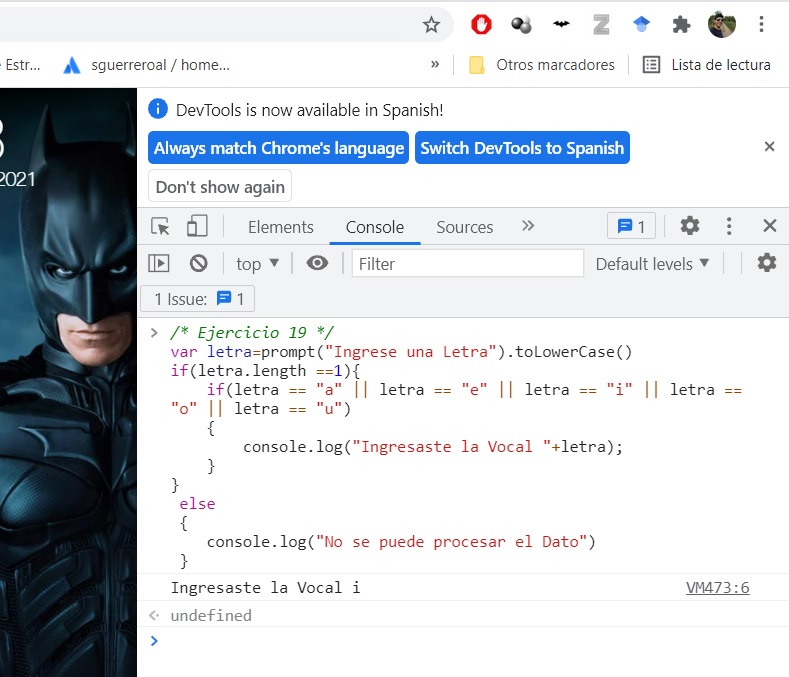 Estr...
sguerreroal / home...
»
Otros marcadores
Lista de lectura
2021
DevTools is now available in Spanish!
Always match Chrome's language
Switch DevTools to Spanish
Don't show again
Elements
Console
Sources
»
1
top
Filter
Default levels
1 Issue:
1
/* Ejercicio 19 */
var letra=prompt("Ingrese una Letra").toLowerCase()
if(letra.length ==1){
if(letra == "a" || letra == "e" || letra == "i" || letra ==
"o" || letra == "u")
{
console.log("Ingresaste la Vocal "+letra);
}
}
else
{
console.log("No se puede procesar el Dato")
}
Ingresaste la Vocal i
VM473:6
undefined